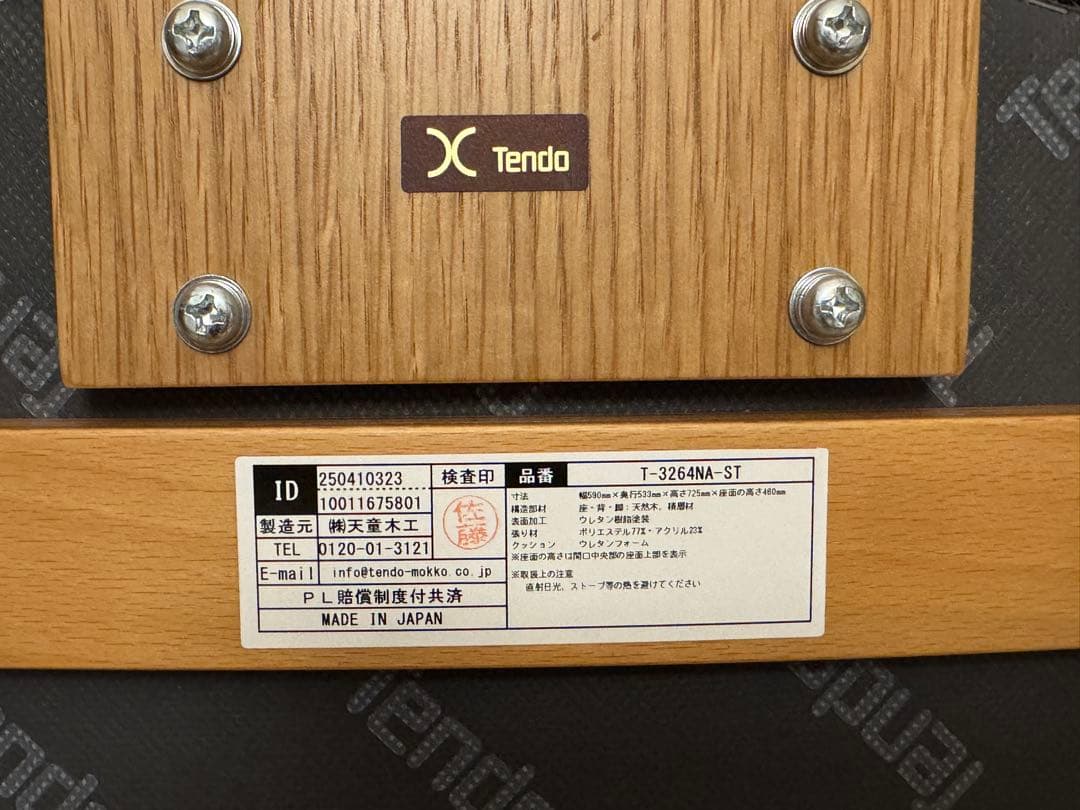 Tendo
ID 250410323
10011675801
検査印
佐藤
製造元 ㈱天童木工
TEL 0120-01-3121
E-mail info@tendo-mokko.co.jp
PL賠償制度付共済
MADE IN JAPAN
品番 T-3264NA-ST
寸法 幅590mm×奥行533mm×高さ725mm×座面の高さ460mm
構造部材 座・背・脚:天然木、積層材
表面加工 ウレタン樹脂塗装
張り材 ポリエステル77%・アクリル23%
クッション ウレタンフォーム
※座面の高さは間口中央部の座面上部を表示
※取扱上の注意
直射日光、ストーブ等の熱を避けてください
Tendo
Tendo
Tendo
Tendo